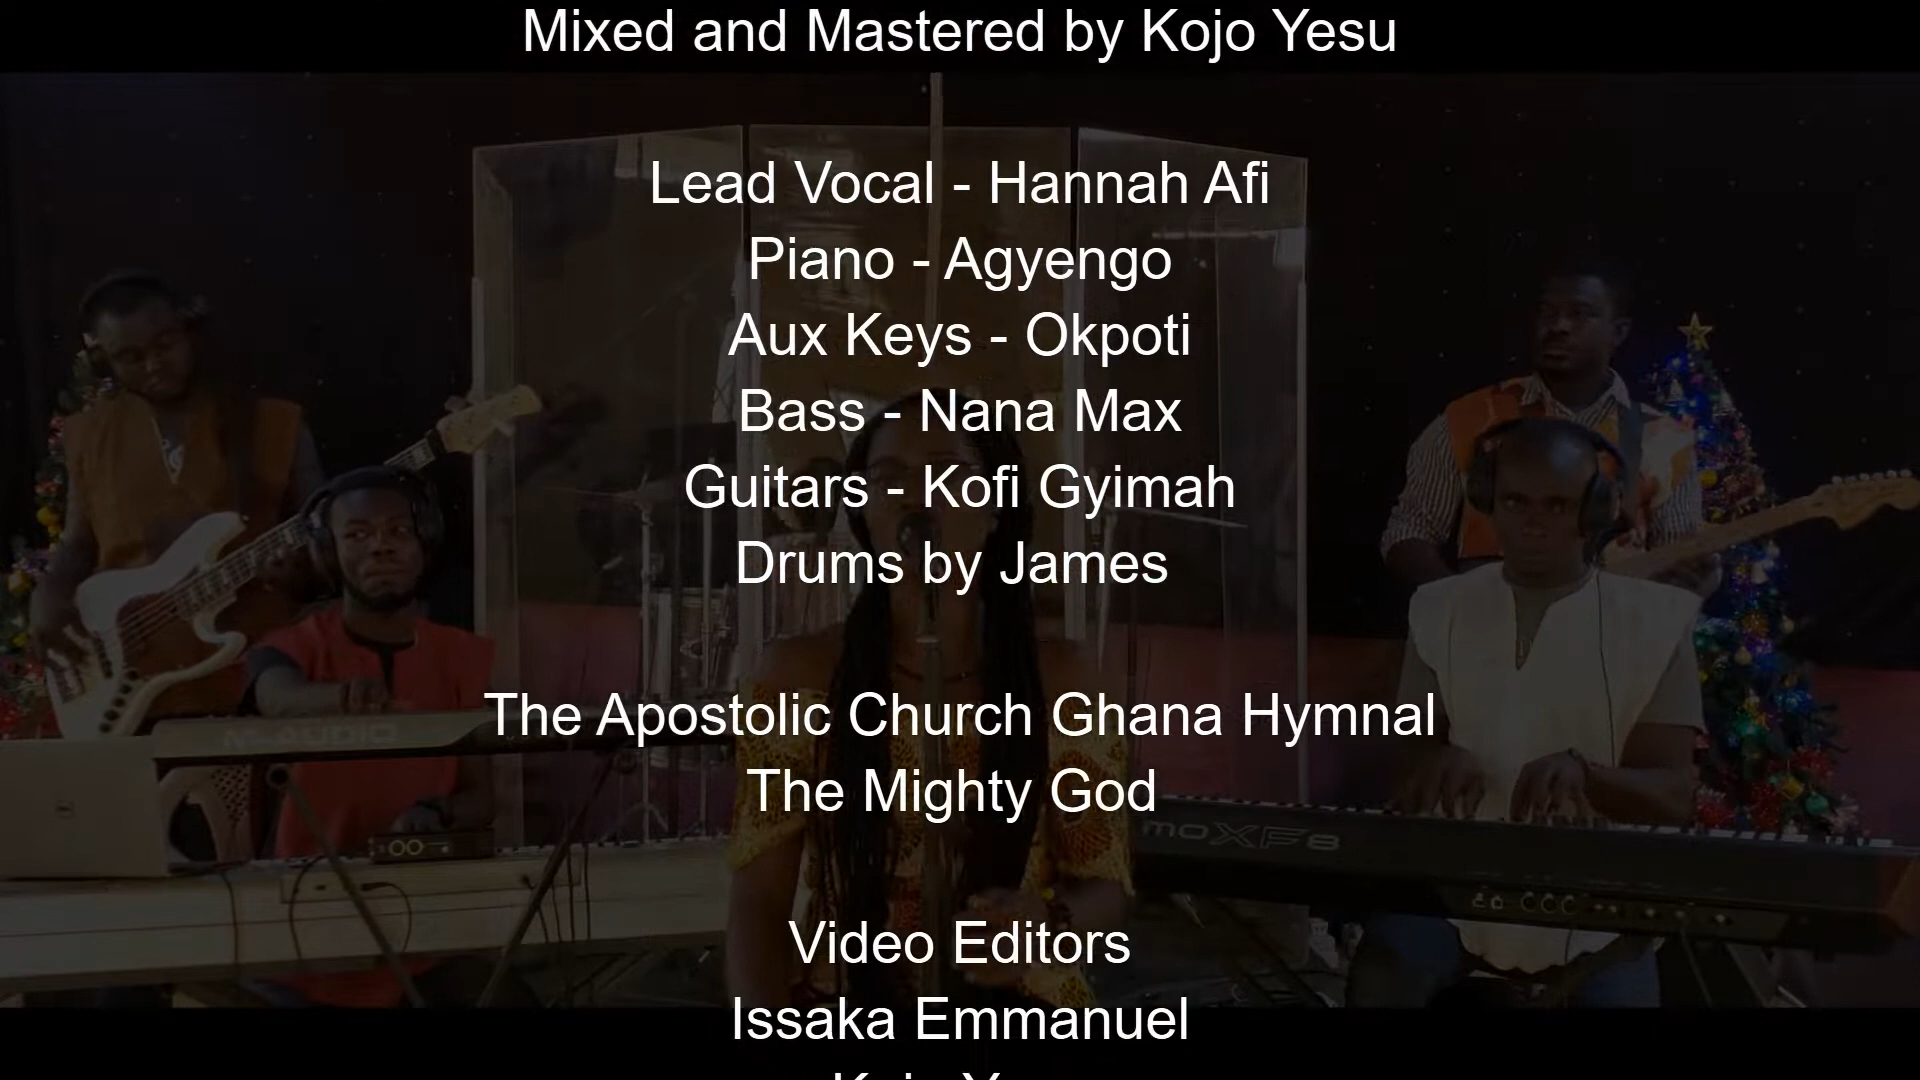 Mixed and Mastered by Kojo Yesu
Lead Vocal - Hannah Afi
Piano - Agyengo
Aux Keys - Okpoti
Bass - Nana Max
Guitars - Kofi Gyimah
Drums by James
The Apostolic Church Ghana Hymnal
The Mighty God
Video Editors
Issaka Emmanuel
M-AUDIO
moXF8